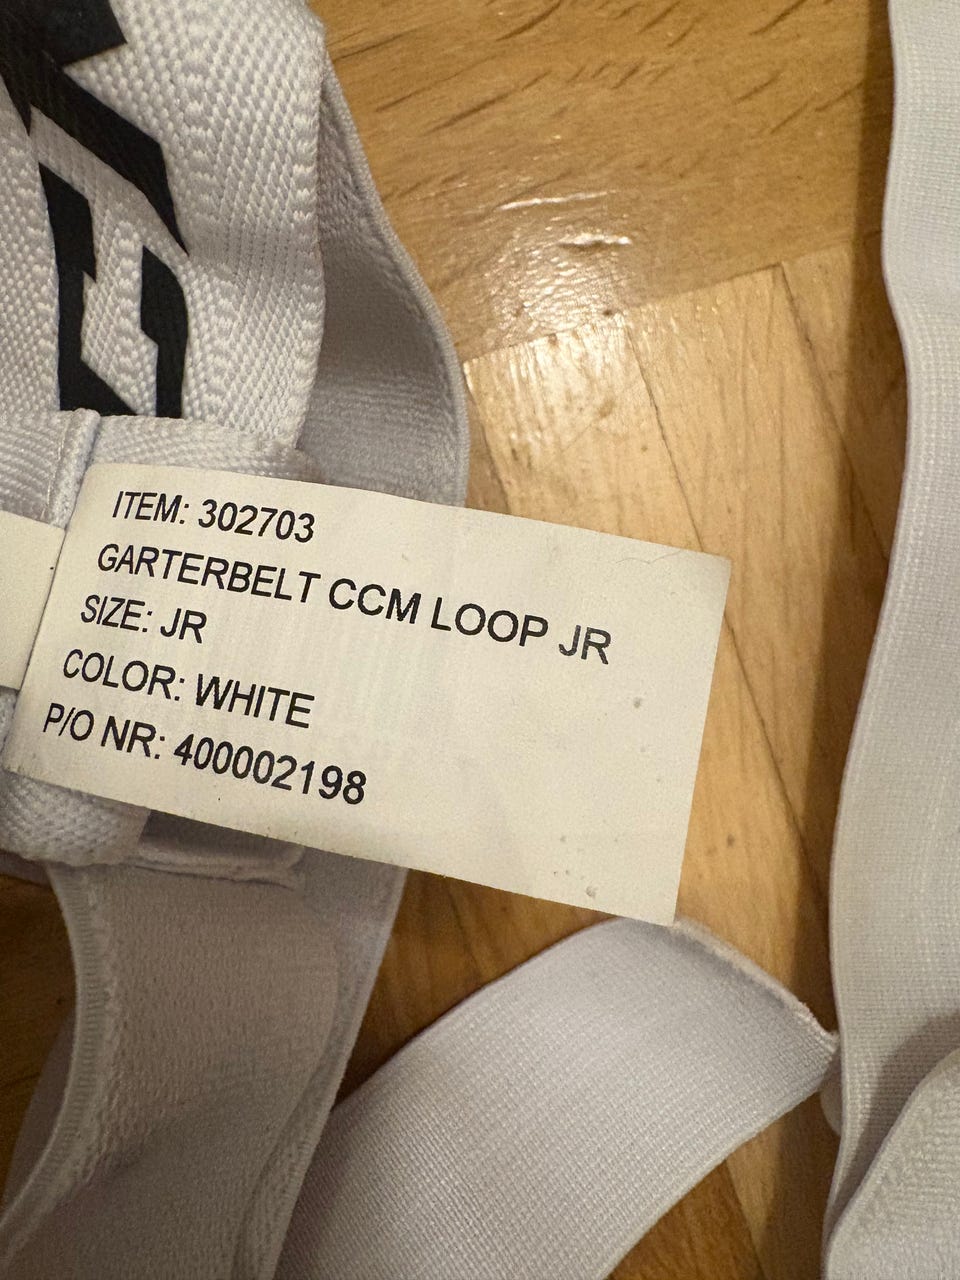 ITEM: 302703
GARTERBELT CCM LOOP JR
SIZE: JR
COLOR: WHITE
P/O NR: 400002198